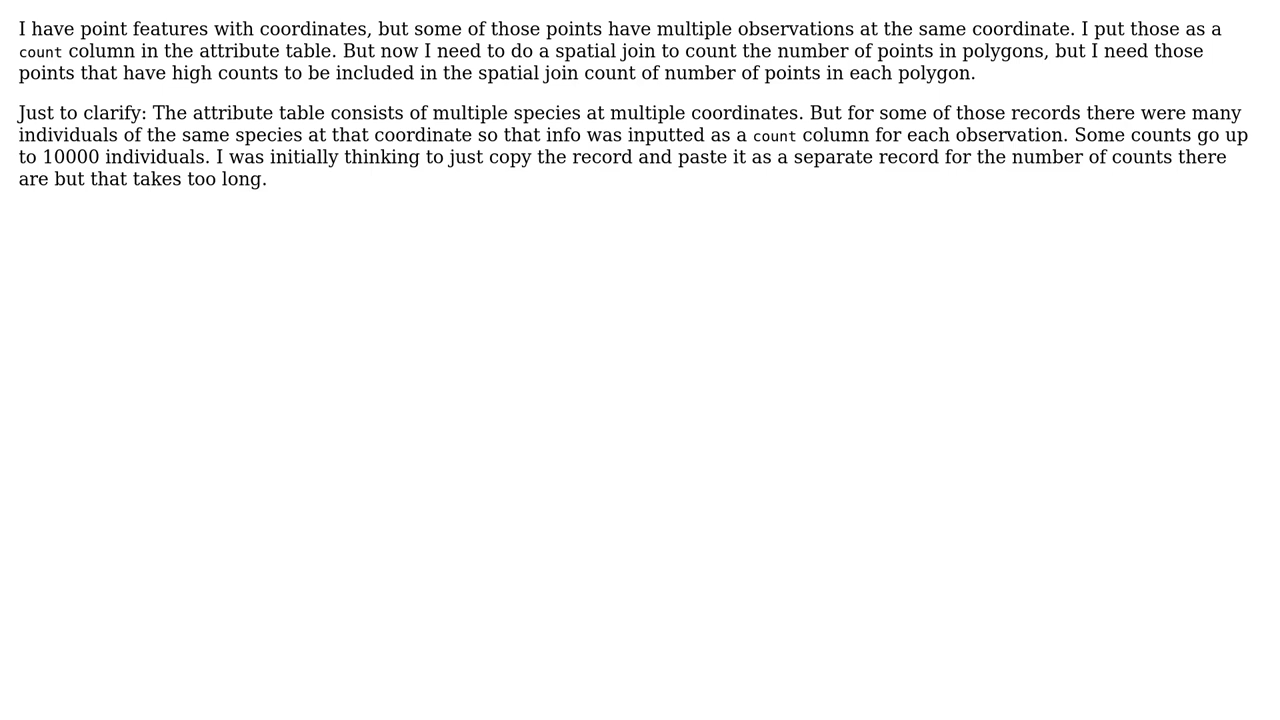 I have point features with coordinates, but some of those points have multiple observations at the same coordinate. I put those as a
count column in the attribute table. But now I need to do a spatial join to count the number of points in polygons, but I need those
points that have high counts to be included in the spatial join count of number of points in each polygon.
Just to clarify: The attribute table consists of multiple species at multiple coordinates. But for some of those records there were many
individuals of the same species at that coordinate so that info was inputted as a count column for each observation. Some counts go up
to 10000 individuals. I was initially thinking to just copy the record and paste it as a separate record for the number of counts there
are but that takes too long.